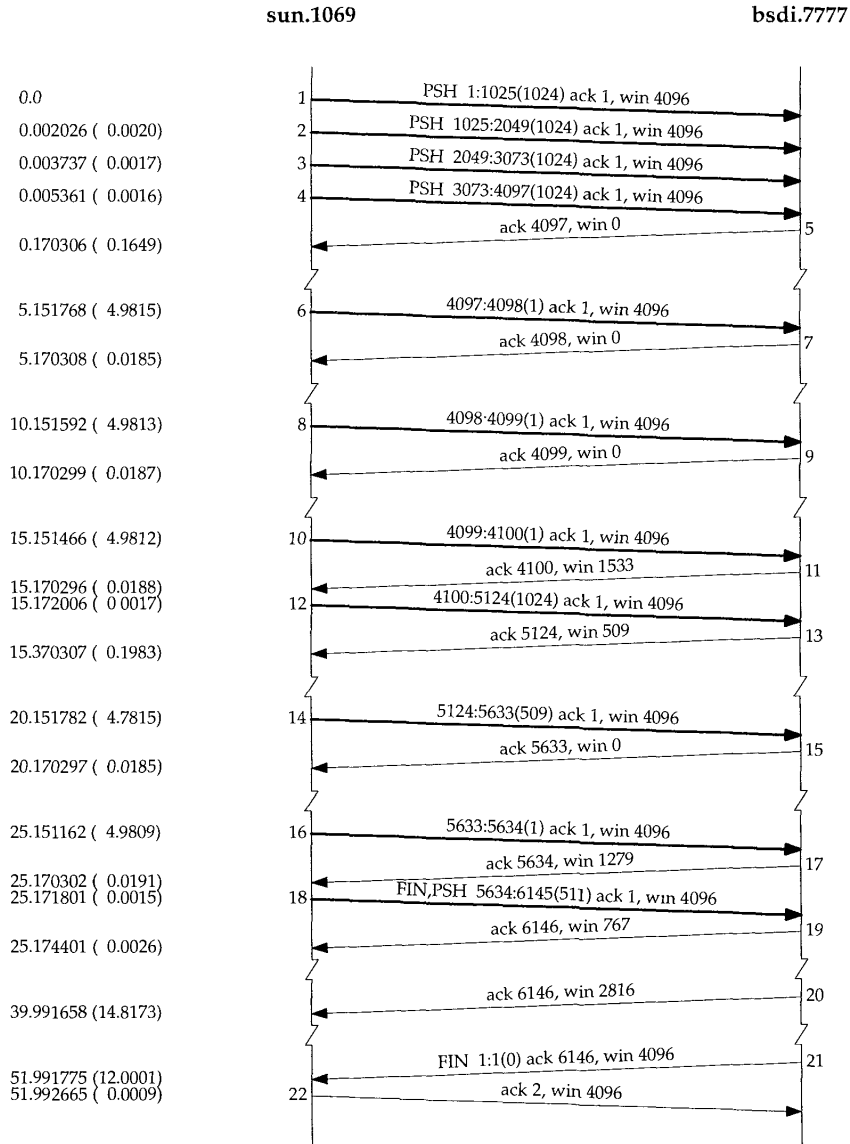 sun.1069 bsdi.7777
0.0 1 PSH 1:1025(1024) ack 1, win 4096
0.002026 ( 0.0020) 2 PSH 1025:2049(1024) ack 1, win 4096
0.003737 ( 0.0017) 3 PSH 2049:3073(1024) ack 1, win 4096
0.005361 ( 0.0016) 4 PSH 3073:4097(1024) ack 1, win 4096
ack 4097, win 0 5
0.170306 ( 0.1649)
5.151768 ( 4.9815) 6 4097:4098(1) ack 1, win 4096
ack 4098, win 0 7
5.170308 ( 0.0185)
10.151592 ( 4.9813) 8 4098:4099(1) ack 1, win 4096
ack 4099, win 0 9
10.170299 ( 0.0187)
15.151466 ( 4.9812) 10 4099:4100(1) ack 1, win 4096
ack 4100, win 1533 11
15.170296 ( 0.0188)
15.172006 ( 0.0017) 12 4100:5124(1024) ack 1, win 4096
ack 5124, win 509 13
15.370307 ( 0.1983)
20.151782 ( 4.7815) 14 5124:5633(509) ack 1, win 4096
ack 5633, win 0 15
20.170297 ( 0.0185)
25.151162 ( 4.9809) 16 5633:5634(1) ack 1, win 4096
ack 5634, win 1279 17
25.170302 ( 0.0191)
25.171801 ( 0.0015) 18 FIN,PSH 5634:6145(511) ack 1, win 4096
ack 6146, win 767 19
25.174401 ( 0.0026)
ack 6146, win 2816 20
39.991658 (14.8173)
FIN 1:1(0) ack 6146, win 4096 21
51.991775 (12.0001)
51.992665 ( 0.0009) 22 ack 2, win 4096